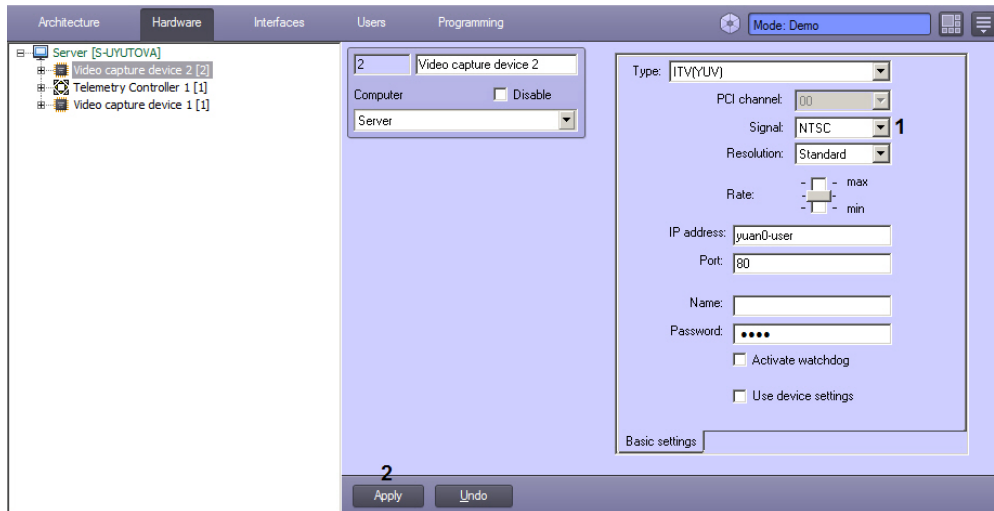 Architecture Hardware Interfaces Users Programming Mode: Demo
Server [S-UYUTOVA]
Video capture device 2 [2]
Telemetry Controller 1 [1]
Video capture device 1 [1]
2 Video capture device 2
Computer Disable
Server
Type: ITV(YUV)
PCI channel: 00
Signal: NTSC 1
Resolution: Standard
Rate: - - max
- -
- - min
IP address: yuan0-user
Port: 80
Name:
Password: ●●●●
Activate watchdog
Use device settings
Basic settings
2
Apply Undo